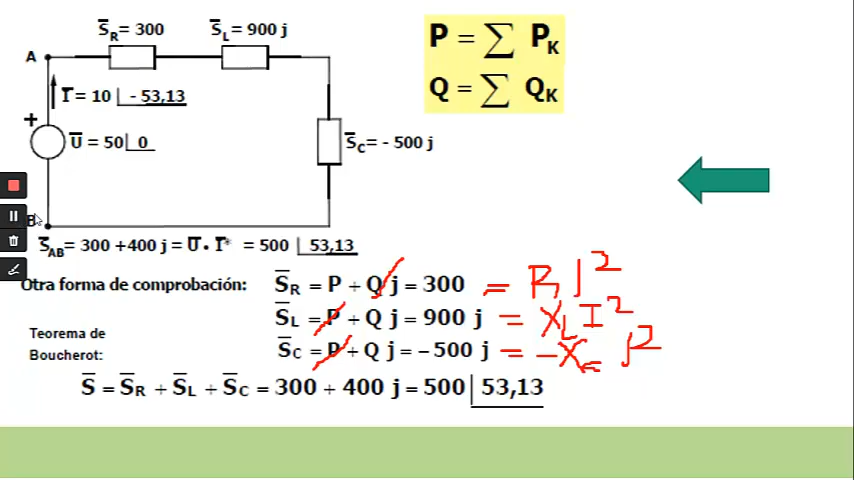 S̅R = 300
S̅L = 900 j
P = ∑ PK
Q = ∑ QK
A
I̅ = 10 |- 53,13
+
U̅ = 50|0
S̅C = - 500 j
B
S̅AB = 300 +400 j = U̅ • I̅* = 500 |53,13
Otra forma de comprobación:
S̅R = P + Q j = 300 = R I²
S̅L = P + Q j = 900 j = XL I²
Teorema de
Boucherot:
S̅C = P + Q j = - 500 j = -Xc I²
S̅ = S̅R + S̅L + S̅C = 300 + 400 j = 500 |53,13